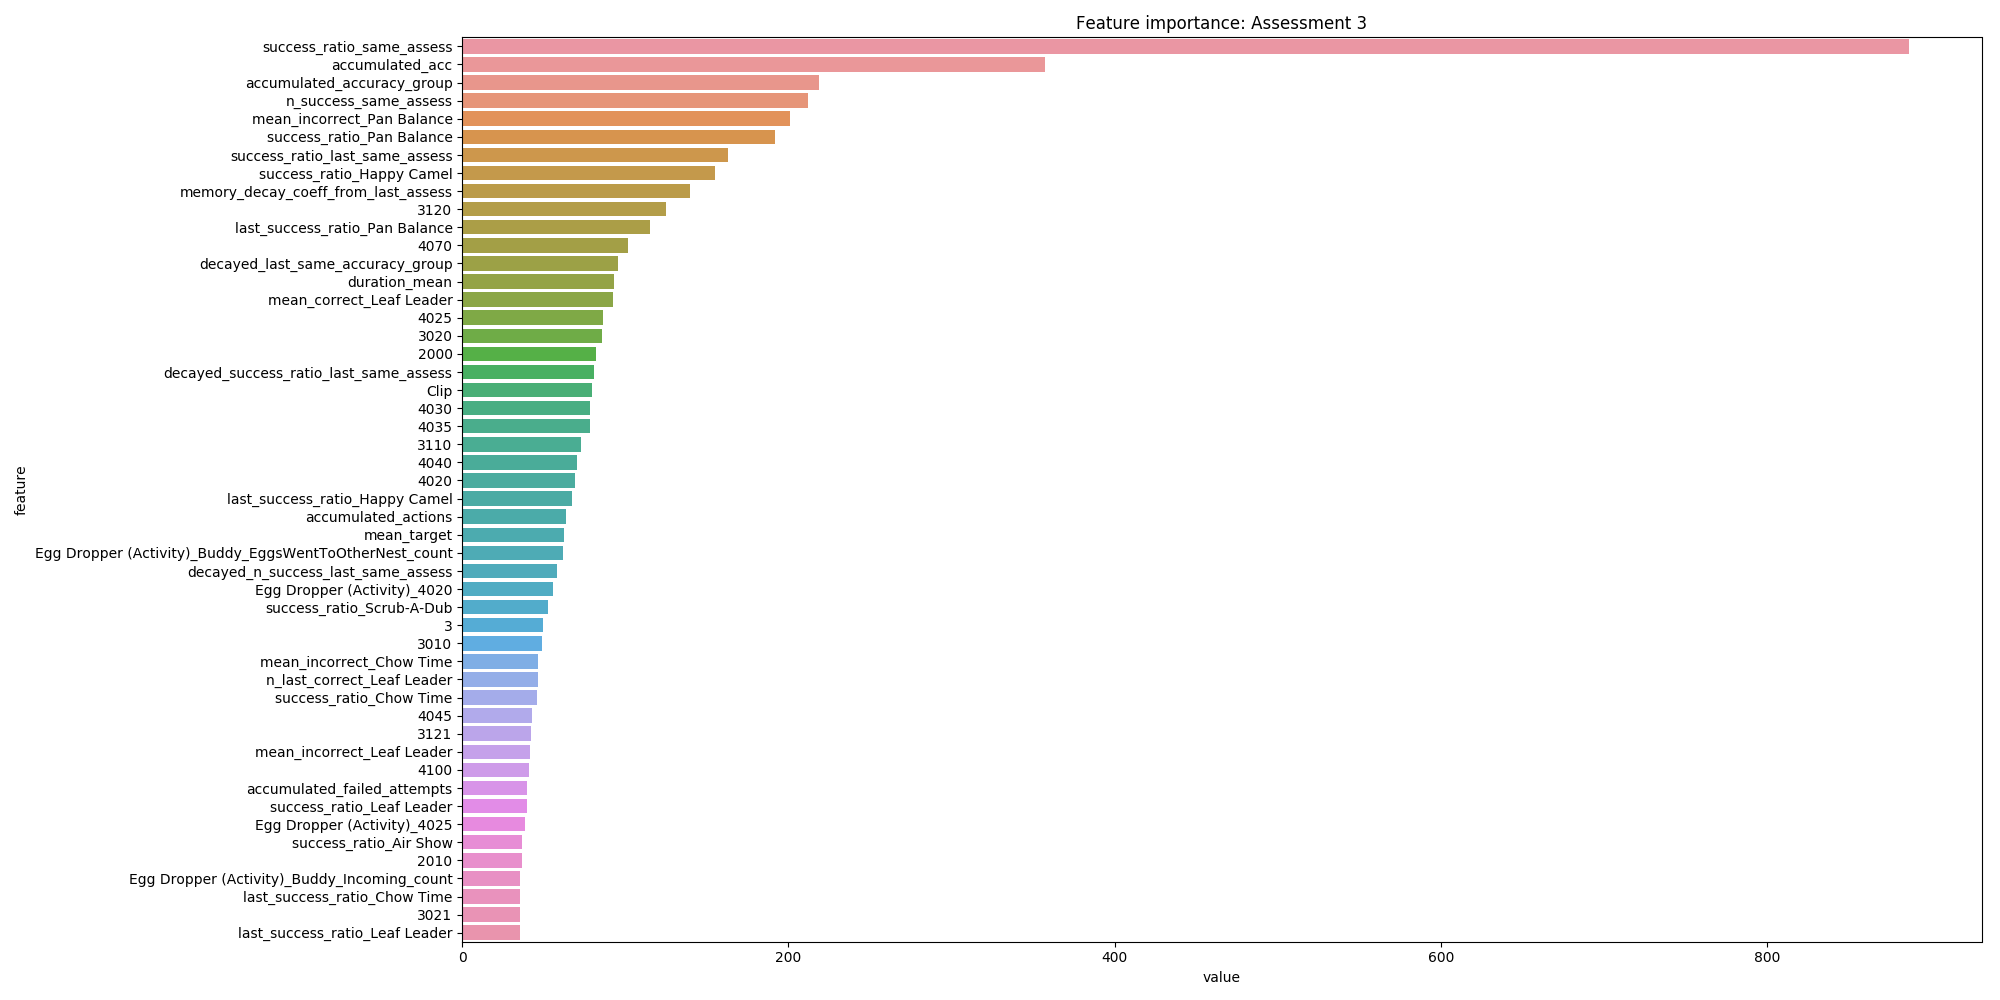 Feature importance: Assessment 3
success_ratio_same_assess
accumulated_acc
accumulated_accuracy_group
n_success_same_assess
mean_incorrect_Pan Balance
success_ratio_Pan Balance
success_ratio_last_same_assess
success_ratio_Happy Camel
memory_decay_coeff_from_last_assess
3120
last_success_ratio_Pan Balance
4070
decayed_last_same_accuracy_group
duration_mean
mean_correct_Leaf Leader
4025
3020
2000
decayed_success_ratio_last_same_assess
Clip
4030
4035
3110
4040
4020
last_success_ratio_Happy Camel
accumulated_actions
mean_target
Egg Dropper (Activity)_Buddy_EggsWentToOtherNest_count
decayed_n_success_last_same_assess
Egg Dropper (Activity)_4020
success_ratio_Scrub-A-Dub
3
3010
mean_incorrect_Chow Time
n_last_correct_Leaf Leader
success_ratio_Chow Time
4045
3121
mean_incorrect_Leaf Leader
4100
accumulated_failed_attempts
success_ratio_Leaf Leader
Egg Dropper (Activity)_4025
success_ratio_Air Show
2010
Egg Dropper (Activity)_Buddy_Incoming_count
last_success_ratio_Chow Time
3021
last_success_ratio_Leaf Leader
feature
0 200 400 600 800
value